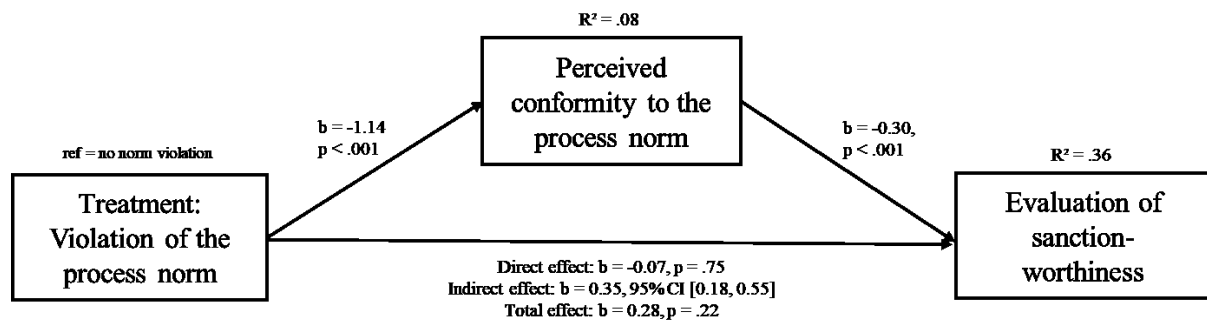 R² = .08
Perceived
conformity to the
process norm
b = -1.14
p < .001
b = -0.30,
p < .001
ref = no norm violation
R² = .36
Treatment:
Violation of the
process norm
Evaluation of
sanction-
worthiness
Direct effect: b = -0.07, p = .75
Indirect effect: b = 0.35, 95% CI [0.18, 0.55]
Total effect: b = 0.28, p = .22